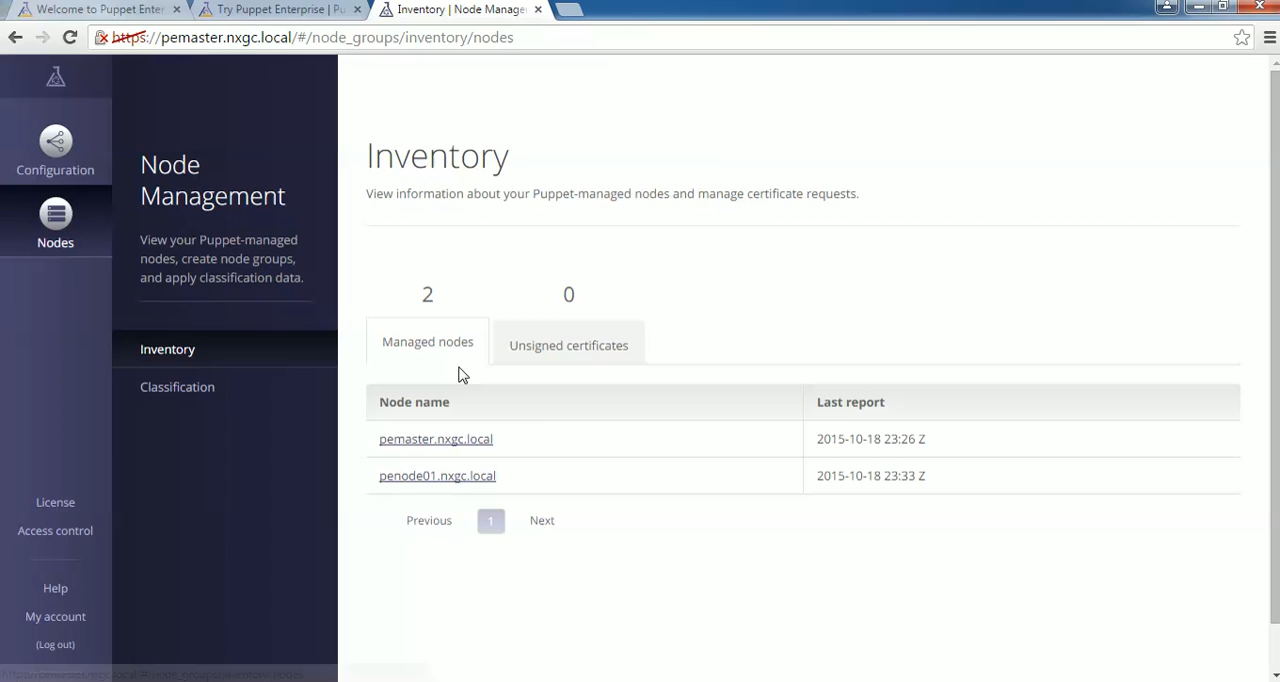 Welcome to Puppet Enter
Try Puppet Enterprise | Pu
Inventory | Node Manage
https://pemaster.nxgc.local/#/node_groups/inventory/nodes
Configuration
Nodes
License
Access control
Help
My account
(Log out)
Node
Management
View your Puppet-managed
nodes, create node groups,
and apply classification data.
Inventory
Classification
Inventory
View information about your Puppet-managed nodes and manage certificate requests.
2
0
Managed nodes
Unsigned certificates
Node name
Last report
pemaster.nxgc.local
2015-10-18 23:26 Z
penode01.nxgc.local
2015-10-18 23:33 Z
Previous
1
Next